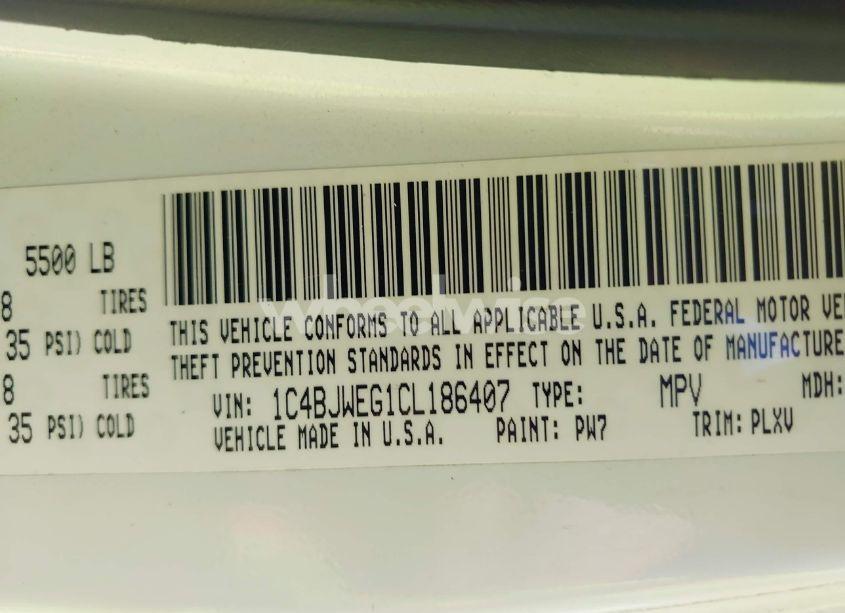 5500 LB
8 TIRES
35 PSI) COLD
8 TIRES
35 PSI) COLD
wheelwise
THIS VEHICLE CONFORMS TO ALL APPLICABLE U.S.A. FEDERAL MOTOR VE
THEFT PREVENTION STANDARDS IN EFFECT ON THE DATE OF MANUFACTURE
VIN: 1C4BJWEG1CL186407 TYPE: MPV MDH:
VEHICLE MADE IN U.S.A. PAINT: PW7 TRIM: PLXV